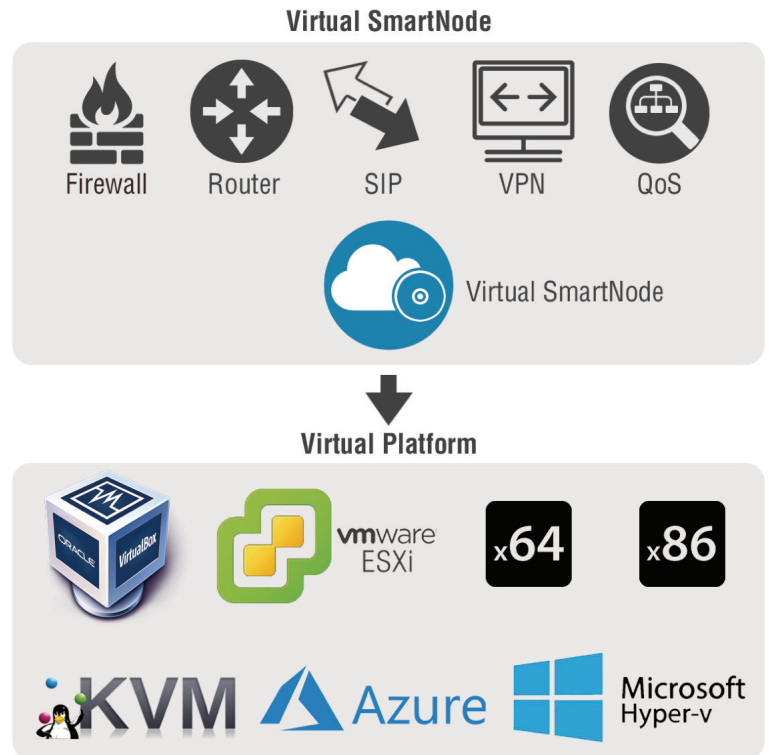 Virtual SmartNode
Firewall Router SIP VPN QoS
Virtual SmartNode
Virtual Platform
ORACLE VirtualBox
vmware
ESXi
x64 x86
KVM Azure
Microsoft
Hyper-v